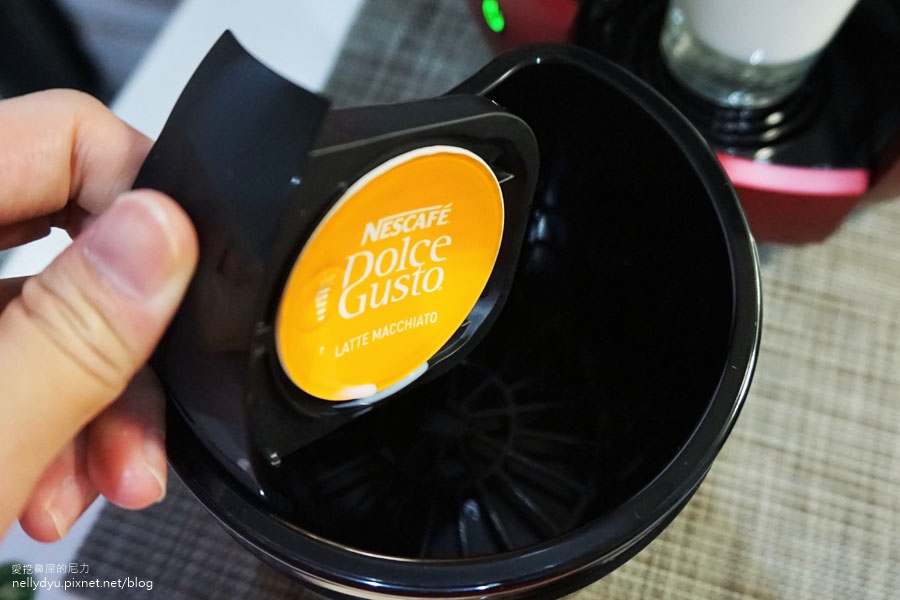 NESCAFÉ
Dolce
Gusto
LATTE MACCHIATO
愛挖鼻屎的尼力
nellydyu.pixnet.net/blog